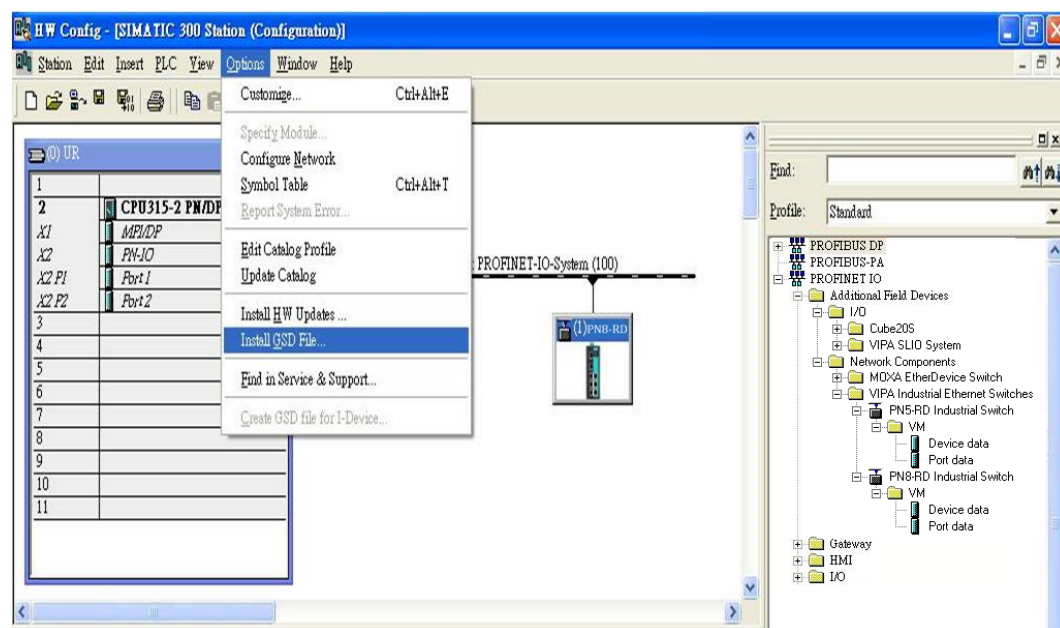 HW Config - [SIMATIC 300 Station (Configuration)]
Station Edit Insert PLC View Options Window Help
Customize... Ctrl+Alt+E
Specify Module...
Configure Network
Symbol Table Ctrl+Alt+T
Report System Error...
Edit Catalog Profile
Update Catalog
Install HW Updates ...
Install GSD File...
Find in Service & Support...
Create GSD file for I-Device...
(0) UR
1
2 CPU315-2 PN/DP
X1 MPI/DP
X2 PN-IO
X2 P1 Port 1
X2 P2 Port 2
3
4
5
6
7
8
9
10
11
: PROFINET-IO-System (100)
(1)PN8-RD
Find:
Profile: Standard
PROFIBUS DP
PROFIBUS-PA
PROFINET IO
Additional Field Devices
I/O
Cube20S
VIPA SLIO System
Network Components
MOXA EtherDevice Switch
VIPA Industrial Ethernet Switches
PN5-RD Industrial Switch
VM
Device data
Port data
PN8-RD Industrial Switch
VM
Device data
Port data
Gateway
HMI
I/O